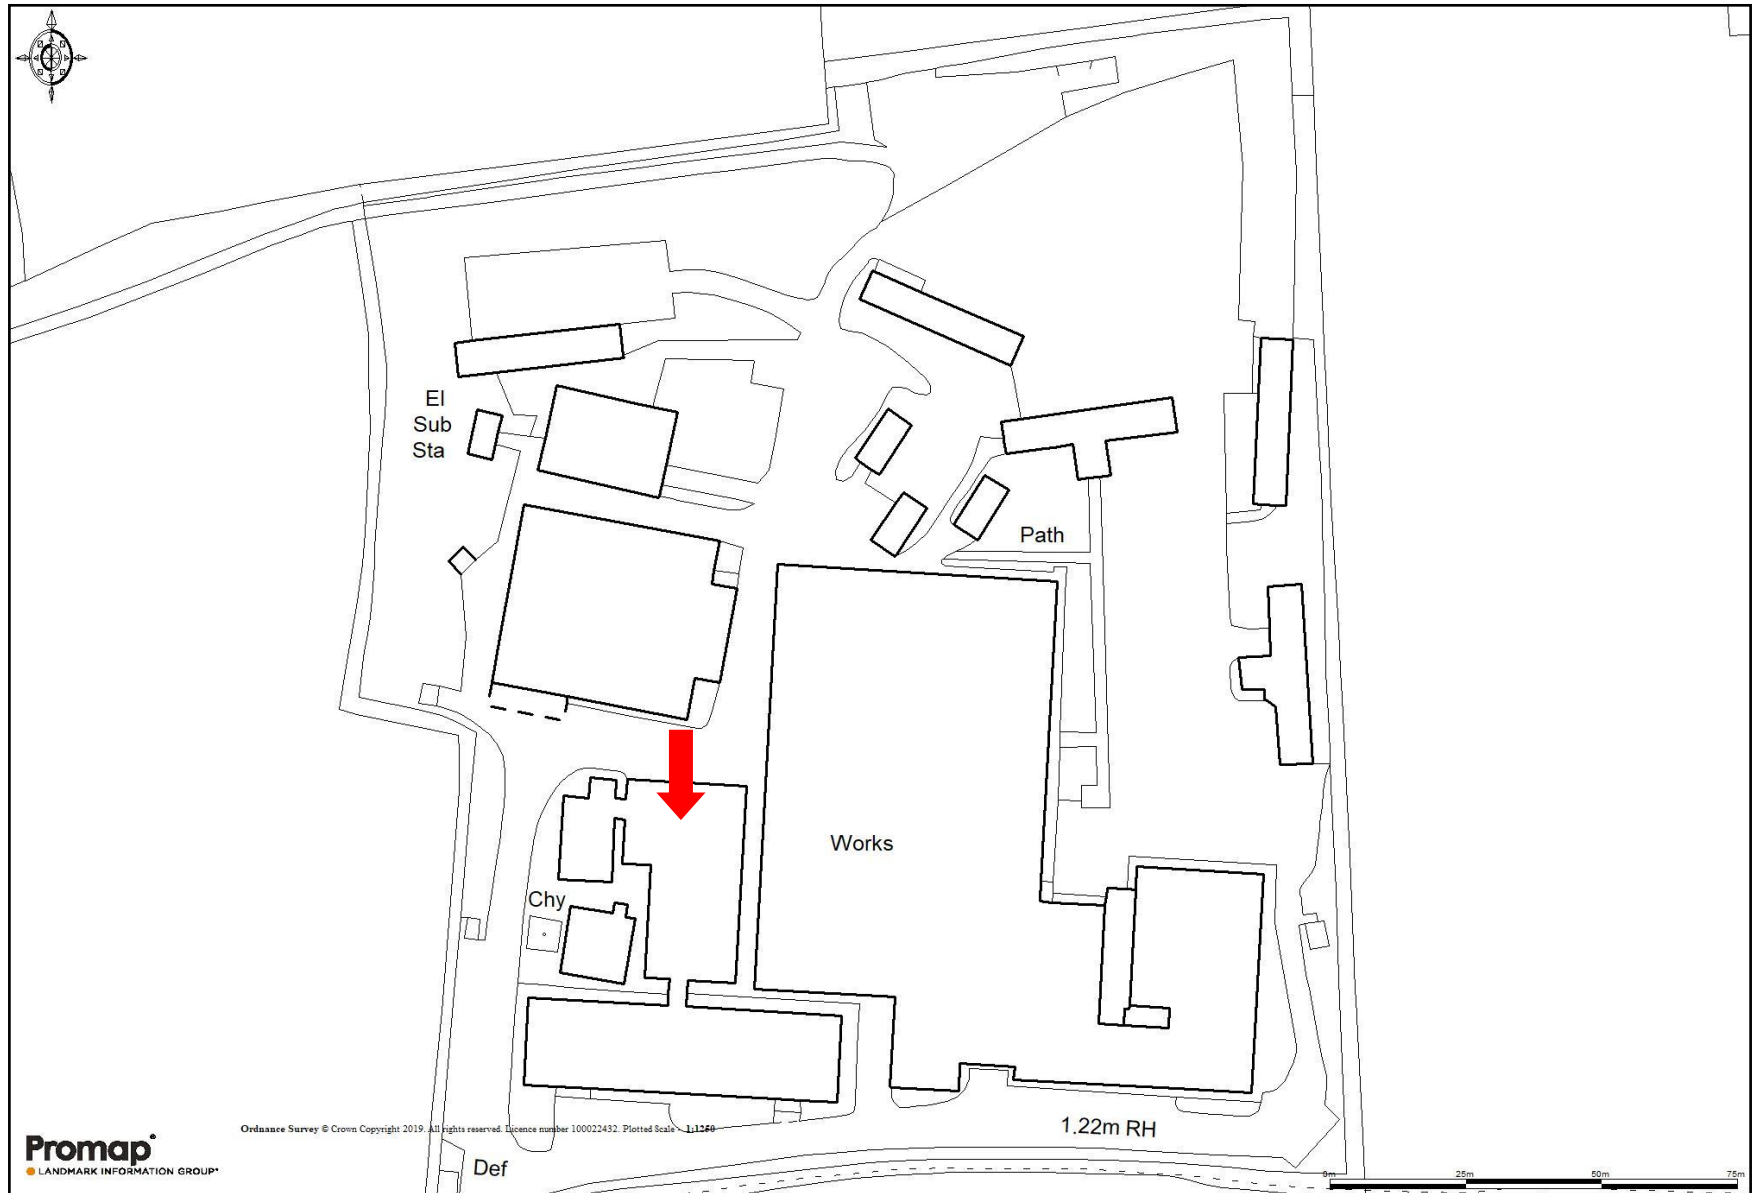 El
Sub
Sta
Path
Works
Chy
1.22m RH
Ordnance Survey © Crown Copyright 2019. All rights reserved. Licence number 100022432. Plotted Scale - 1:1250
Promap
LANDMARK INFORMATION GROUP
Def
0m 25m 50m 75m